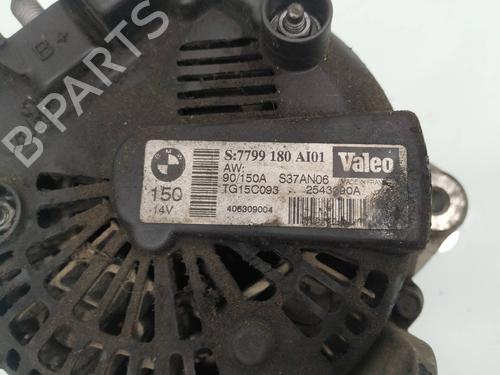 B+
B-PARTS
S:7799 180 AI01
Valeo
AW:
90/150A S37AN06
TG15C093
150
14V
406309004